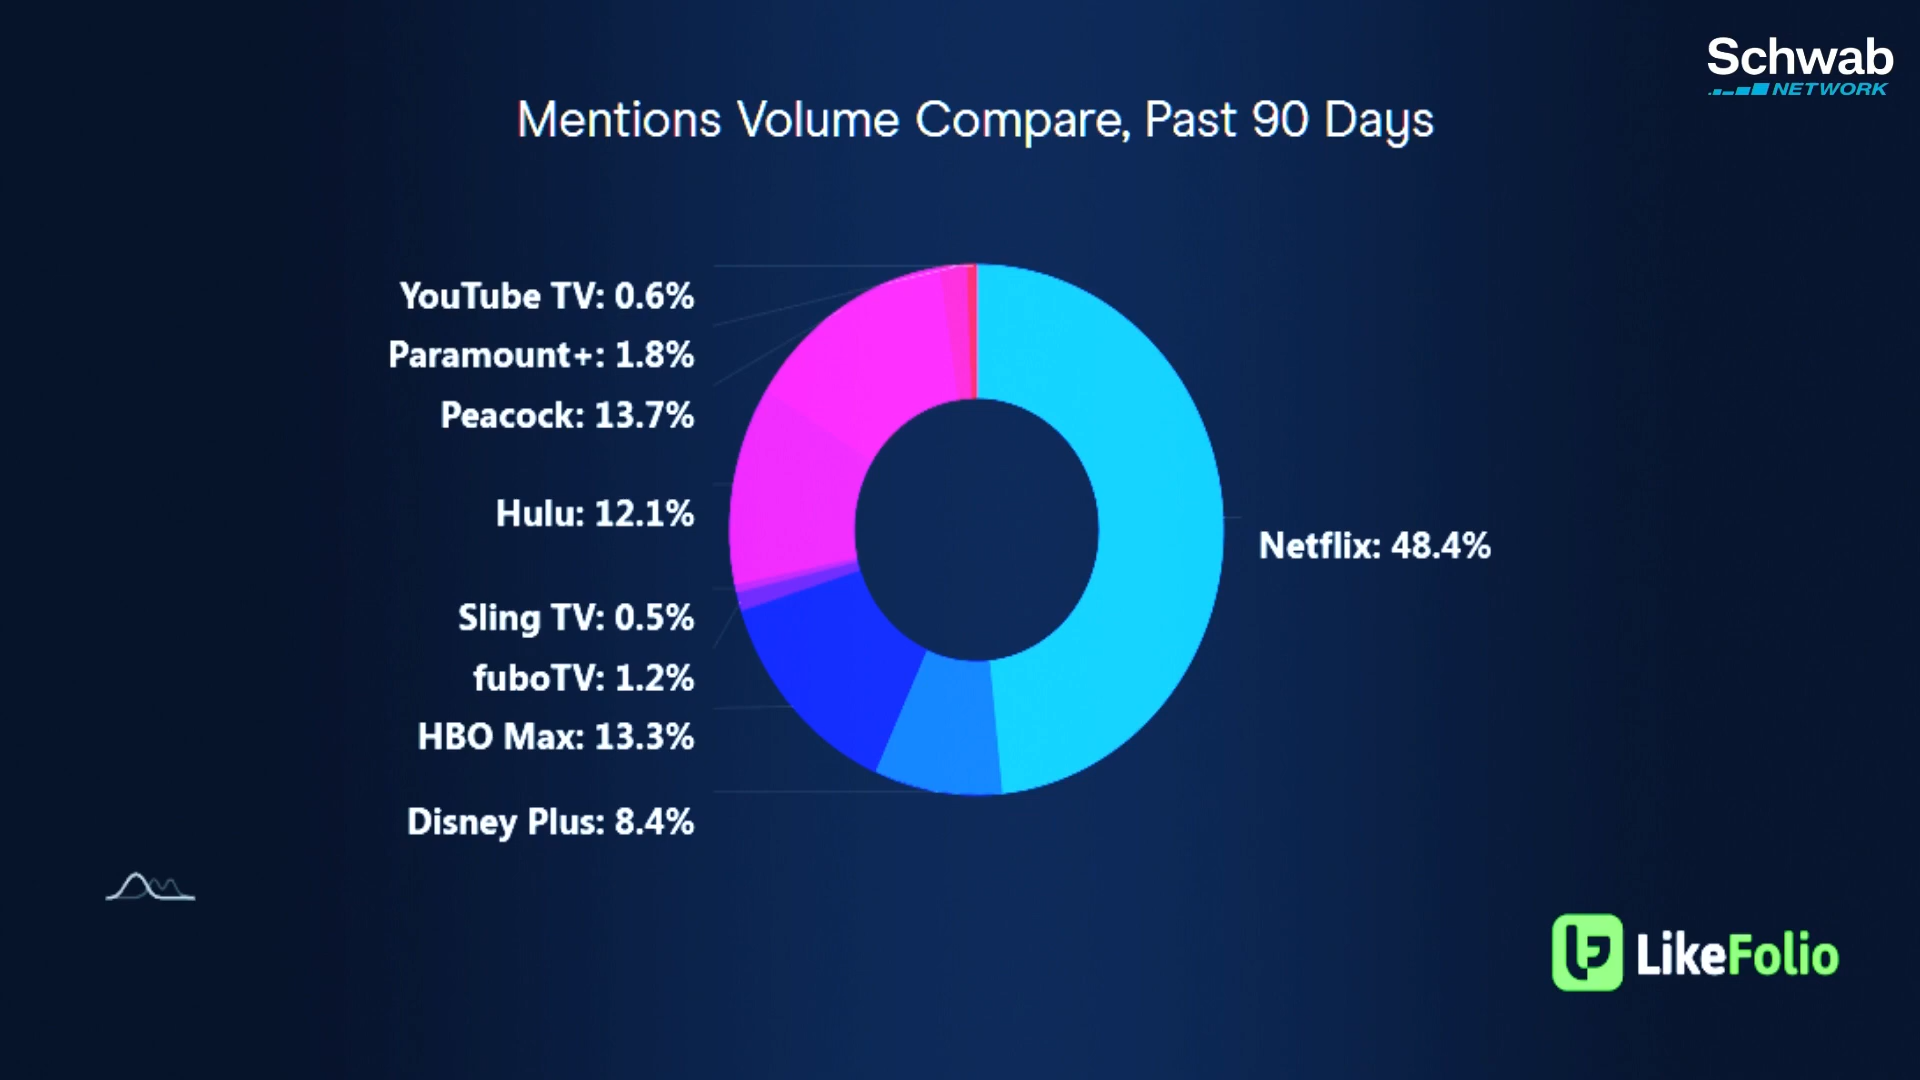 Schwab
NETWORK
Mentions Volume Compare, Past 90 Days
YouTube TV: 0.6%
Paramount+: 1.8%
Peacock: 13.7%
Hulu: 12.1%
Netflix: 48.4%
Sling TV: 0.5%
fuboTV: 1.2%
HBO Max: 13.3%
Disney Plus: 8.4%
LikeFolio